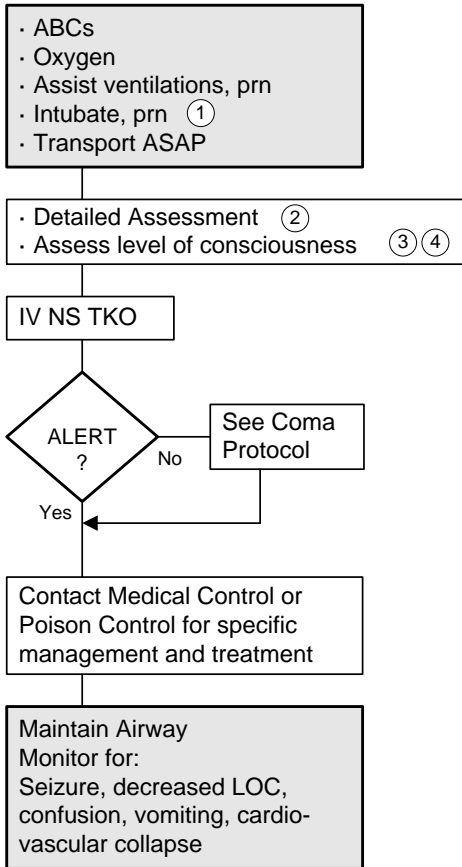 · ABCs
· Oxygen
· Assist ventilations, prn
· Intubate, prn 1
· Transport ASAP
· Detailed Assessment 2
· Assess level of consciousness 3 4
IV NS TKO
ALERT
?
No
See Coma
Protocol
Yes
Contact Medical Control or
Poison Control for specific
management and treatment
Maintain Airway
Monitor for:
Seizure, decreased LOC,
confusion, vomiting, cardio-
vascular collapse